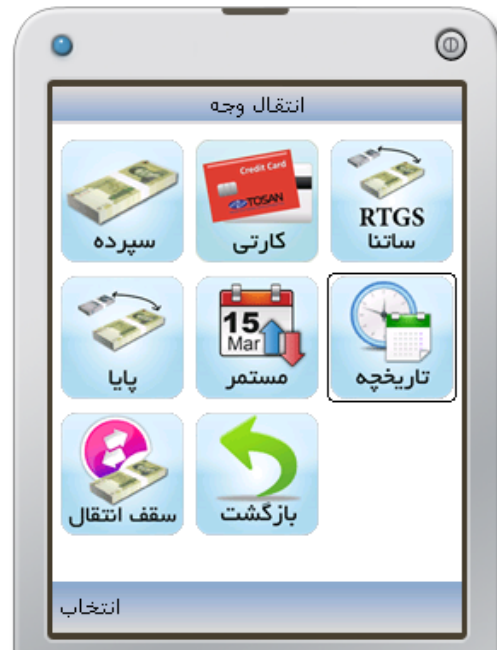 انتقال وجه
RTGS
ساتنا
Credit Card
TOSAN
کارتی
سپرده
تاریخچه
15
Mar
مستمر
پایا
بازگشت
سقف انتقال
انتخاب